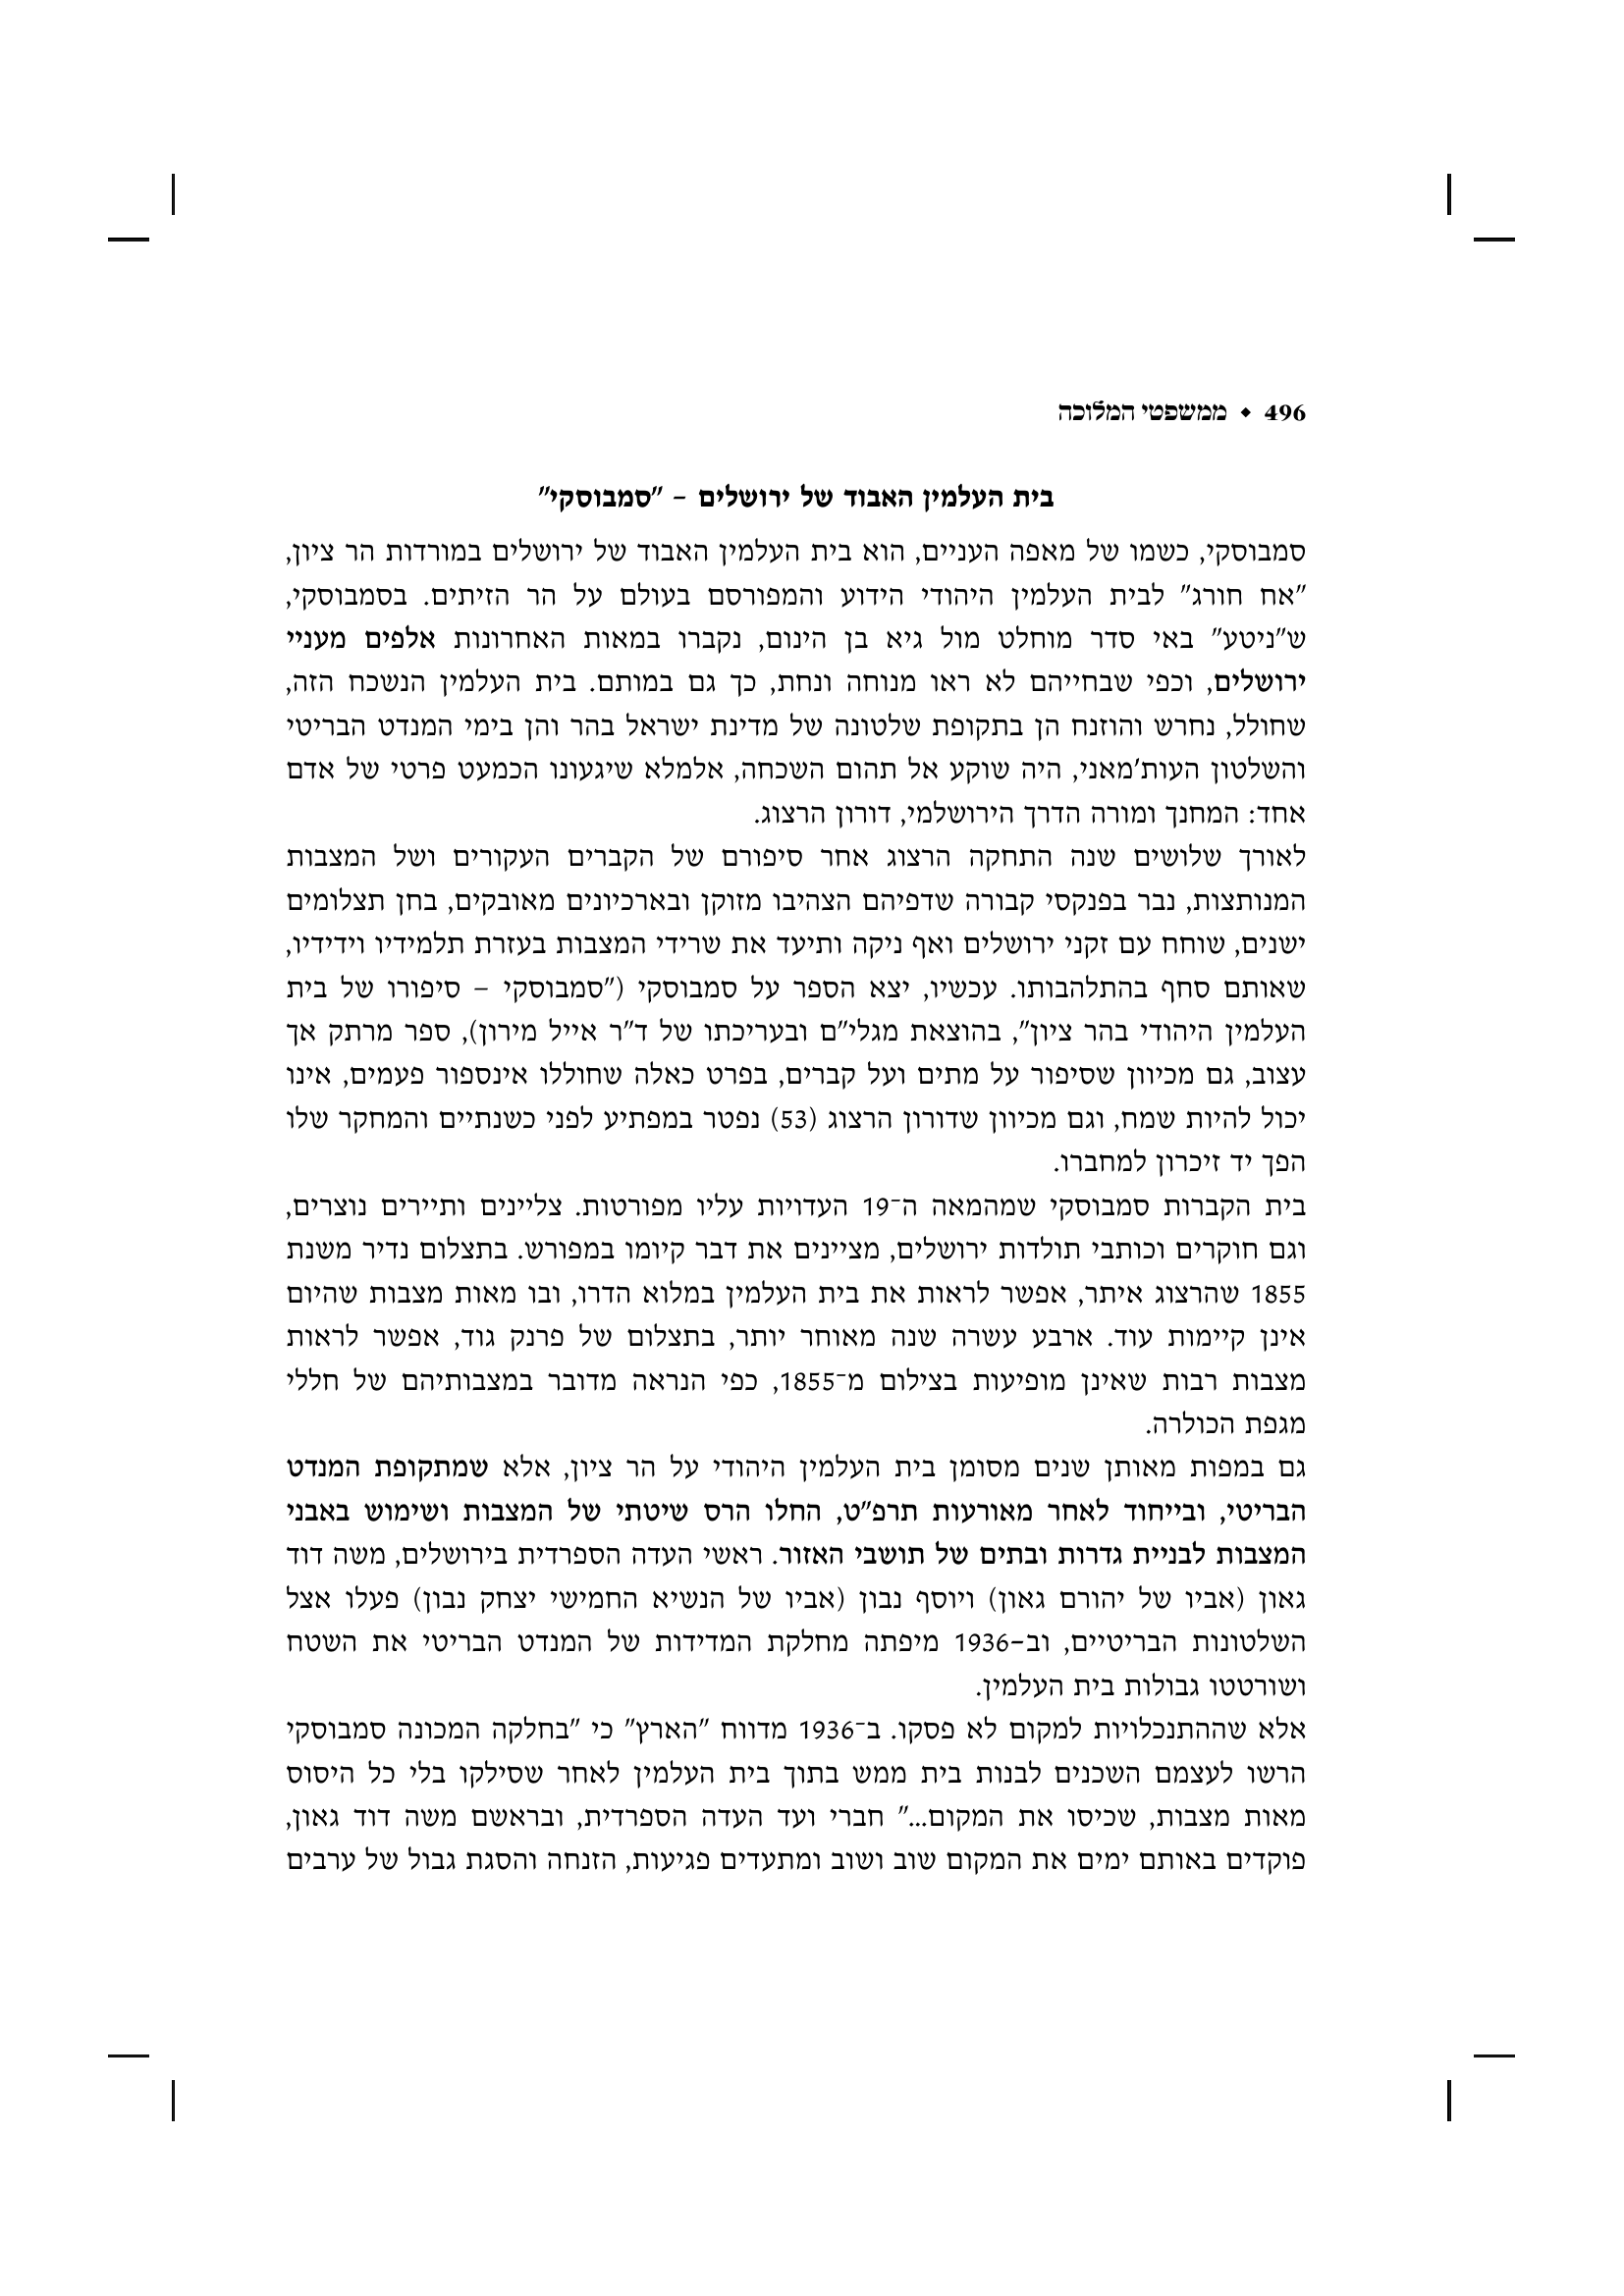 496 ◆ ממשפטי המלוכה
בית העלמין האבוד של ירושלים – "סמבוסקי"
סמבוסקי, כשמו של מאפה העניים, הוא בית העלמין האבוד של ירושלים במורדות הר ציון,
"אח חורג" לבית העלמין היהודי הידוע והמפורסם בעולם על הר הזיתים. בסמבוסקי,
ש"ניטע" באי סדר מוחלט מול גיא בן הינום, נקברו במאות האחרונות אלפים מעניי
ירושלים, וכפי שבחייהם לא ראו מנוחה ונחת, כך גם במותם. בית העלמין הנשכח הזה,
שחולל, נחרש והוזנח הן בתקופת שלטונה של מדינת ישראל בהר והן בימי המנדט הבריטי
והשלטון העות'מאני, היה שוקע אל תהום השכחה, אלמלא שיגעונו הכמעט פרטי של אדם
אחד: המחנך ומורה הדרך הירושלמי, דורון הרצוג.
לאורך שלושים שנה התחקה הרצוג אחר סיפורם של הקברים העקורים ושל המצבות
המנותצות, נבר בפנקסי קבורה שדפיהם הצהיבו מזוקן ובארכיונים מאובקים, בחן תצלומים
ישנים, שוחח עם זקני ירושלים ואף ניקה ותיעד את שרידי המצבות בעזרת תלמידיו וידידיו,
שאותם סחף בהתלהבותו. עכשיו, יצא הספר על סמבוסקי ("סמבוסקי – סיפורו של בית
העלמין היהודי בהר ציון", בהוצאת מגלי"ם ובעריכתו של ד"ר אייל מירון), ספר מרתק אך
עצוב, גם מכיוון שסיפור על מתים ועל קברים, בפרט כאלה שחוללו אינספור פעמים, אינו
יכול להיות שמח, וגם מכיוון שדורון הרצוג (53) נפטר במפתיע לפני כשנתיים והמחקר שלו
הפך יד זיכרון למחברו.
בית הקברות סמבוסקי שמהמאה ה־19 העדויות עליו מפורטות. צליינים ותיירים נוצרים,
וגם חוקרים וכותבי תולדות ירושלים, מציינים את דבר קיומו במפורש. בתצלום נדיר משנת
1855 שהרצוג איתר, אפשר לראות את בית העלמין במלוא הדרו, ובו מאות מצבות שהיום
אינן קיימות עוד. ארבע עשרה שנה מאוחר יותר, בתצלום של פרנק גוד, אפשר לראות
מצבות רבות שאינן מופיעות בצילום מ־1855, כפי הנראה מדובר במצבותיהם של חללי
מגפת הכולרה.
גם במפות מאותן שנים מסומן בית העלמין היהודי על הר ציון, אלא שמתקופת המנדט
הבריטי, ובייחוד לאחר מאורעות תרפ"ט, החלו הרס שיטתי של המצבות ושימוש באבני
המצבות לבניית גדרות ובתים של תושבי האזור. ראשי העדה הספרדית בירושלים, משה דוד
גאון (אביו של יהורם גאון) ויוסף נבון (אביו של הנשיא החמישי יצחק נבון) פעלו אצל
השלטונות הבריטיים, וב–1936 מיפתה מחלקת המדידות של המנדט הבריטי את השטח
ושורטטו גבולות בית העלמין.
אלא שההתנכלויות למקום לא פסקו. ב־1936 מדווח "הארץ" כי "בחלקה המכונה סמבוסקי
הרשו לעצמם השכנים לבנות בית ממש בתוך בית העלמין לאחר שסילקו בלי כל היסוס
מאות מצבות, שכיסו את המקום..." חברי ועד העדה הספרדית, ובראשם משה דוד גאון,
פוקדים באותם ימים את המקום שוב ושוב ומתעדים פגיעות, הזנחה והסגת גבול של ערבים